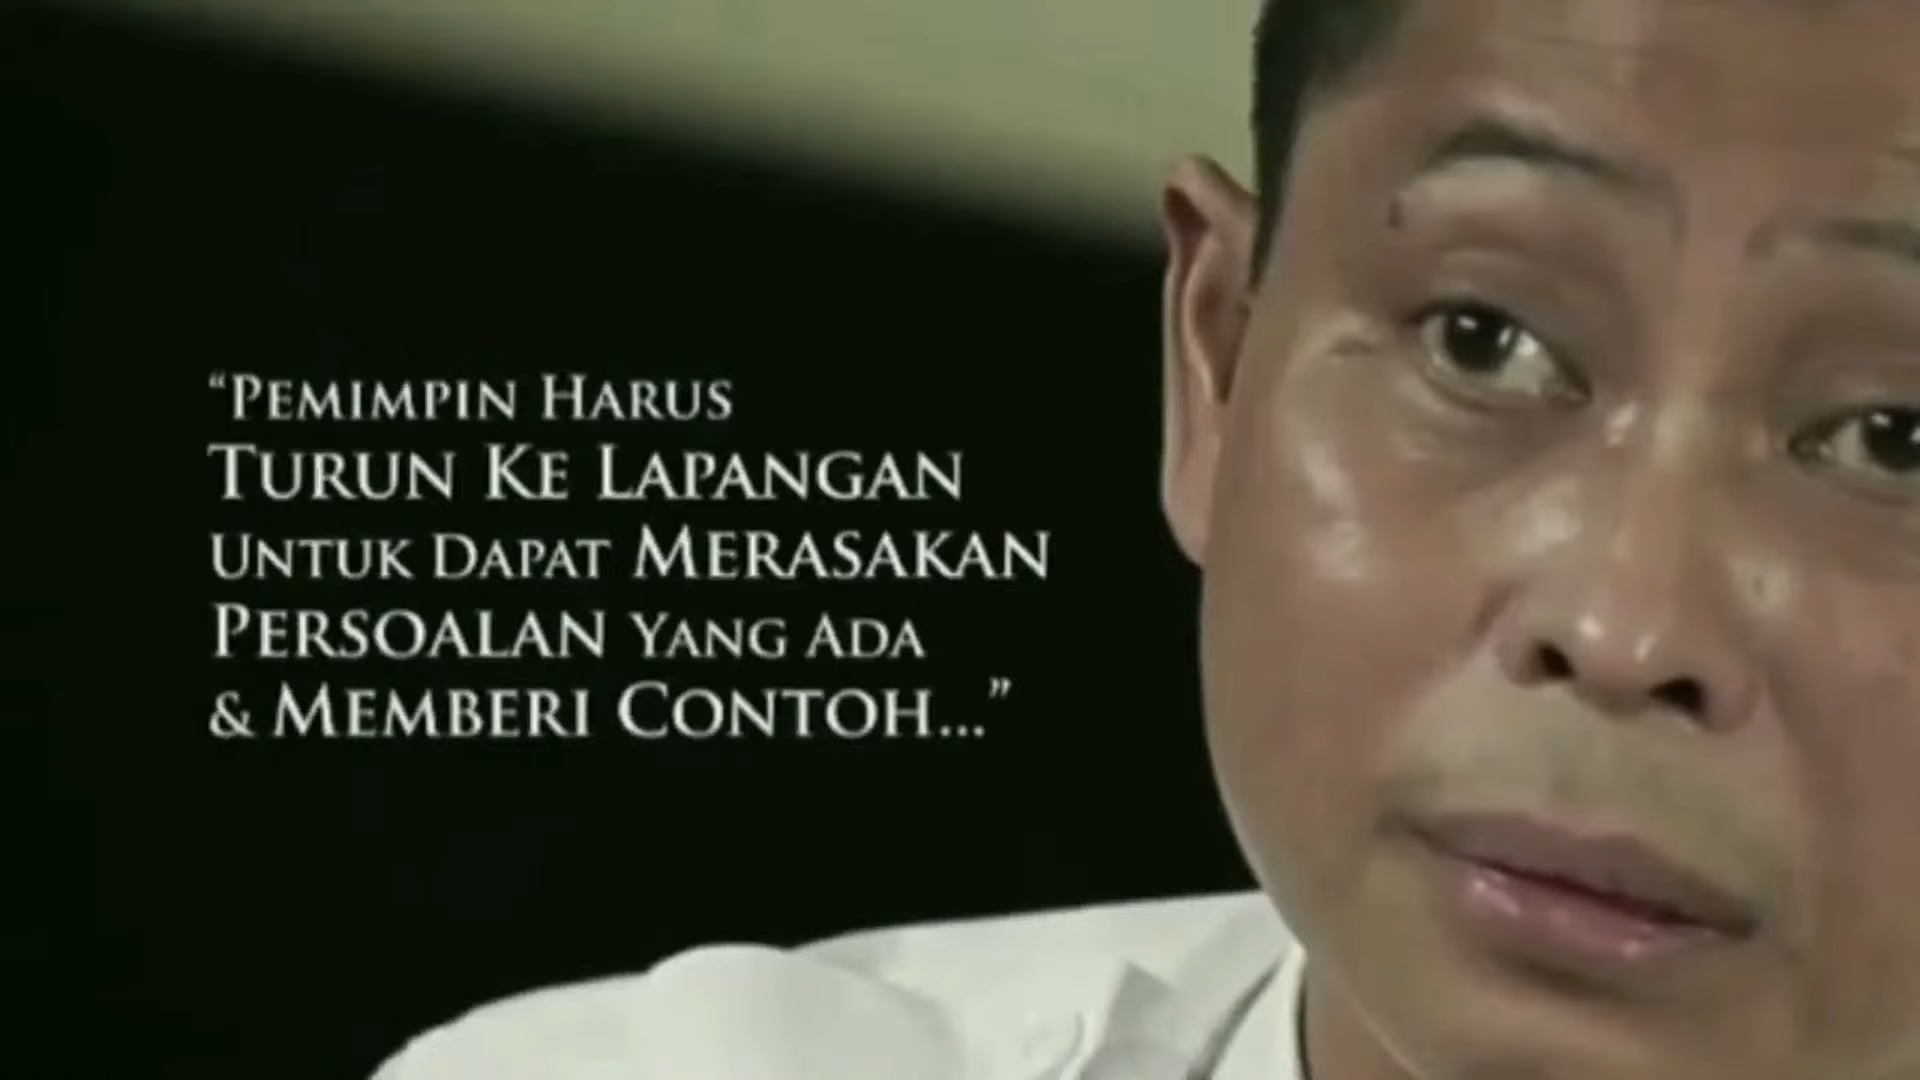 “Pemimpin Harus
Turun Ke Lapangan
Untuk Dapat Merasakan
Persoalan Yang Ada
& Memberi Contoh...”